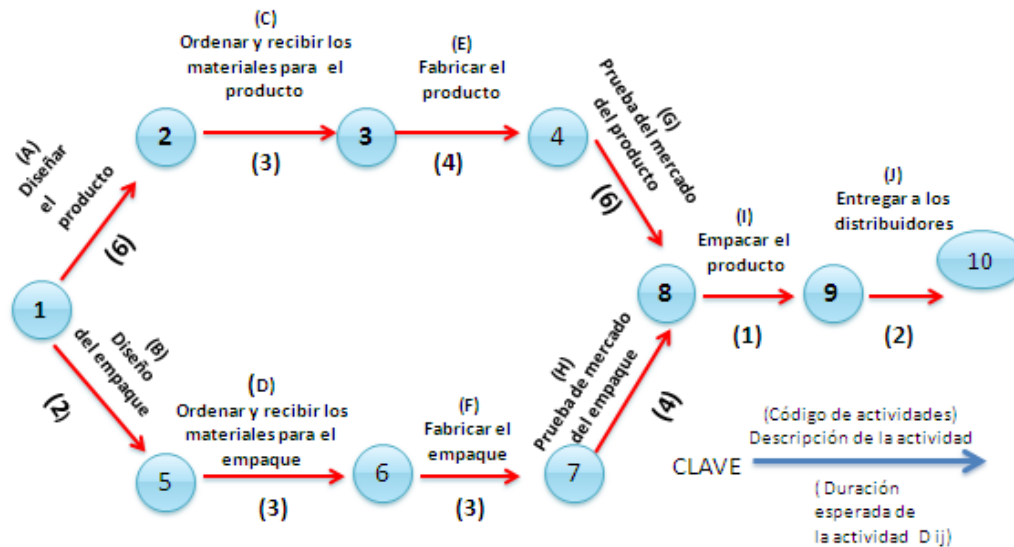 (C)
Ordenar y recibir los
materiales para el
producto
(E)
Fabricar el
producto
(G)
Prueba del mercado
del producto
(A)
Diseñar
el
producto
2
(3)
3
(4)
4
(6)
(6)
(J)
Entregar a los
distribuidores
(I)
Empacar el
producto
10
1
8
(1)
9
(2)
(B)
Diseño
del empaque
(2)
(D)
Ordenar y recibir los
materiales para el
empaque
(F)
Fabricar el
empaque
(H)
Prueba de mercado
del empaque
(4)
5
(3)
6
(3)
7
(Código de actividades)
Descripción de la actividad
CLAVE
( Duración
esperada de
la actividad D ij)